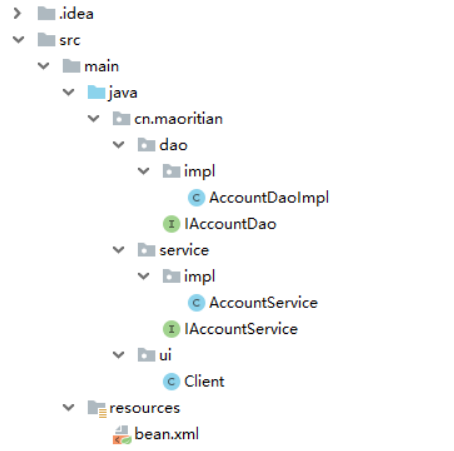 .idea
src
main
java
cn.maoritian
dao
impl
AccountDaoImpl
IAccountDao
service
impl
AccountService
IAccountService
ui
Client
resources
bean.xml